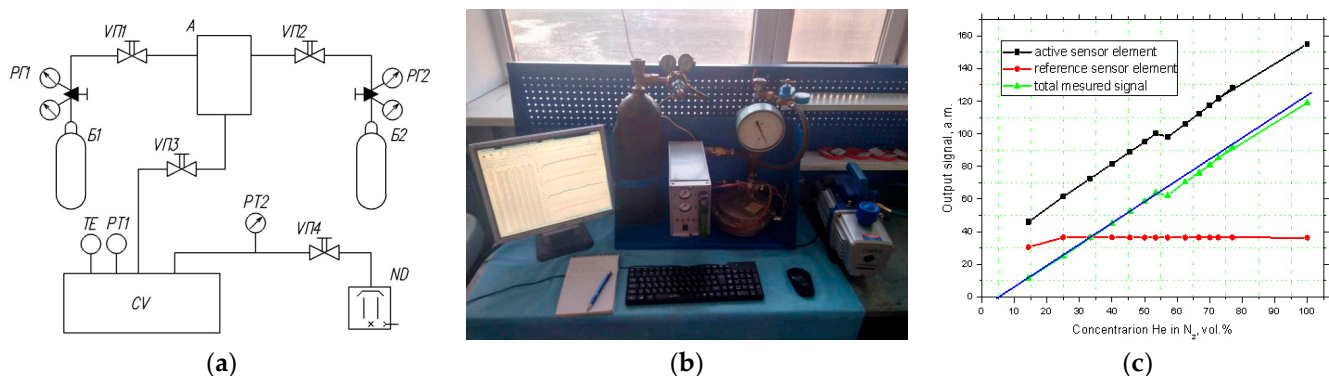 VП1
A
VП2
PГ1
PГ2
Б1
Б2
VП3
TE
PT1
PT2
VП4
ND
CV
(a)
(b)
160
140
120
100
80
60
40
20
0
Output signal, a.m.
active sensor element
reference sensor element
total mesured signal
0 10 20 30 40 50 60 70 80 90 100
Concentrarion He in N₂, vol.%
(c)